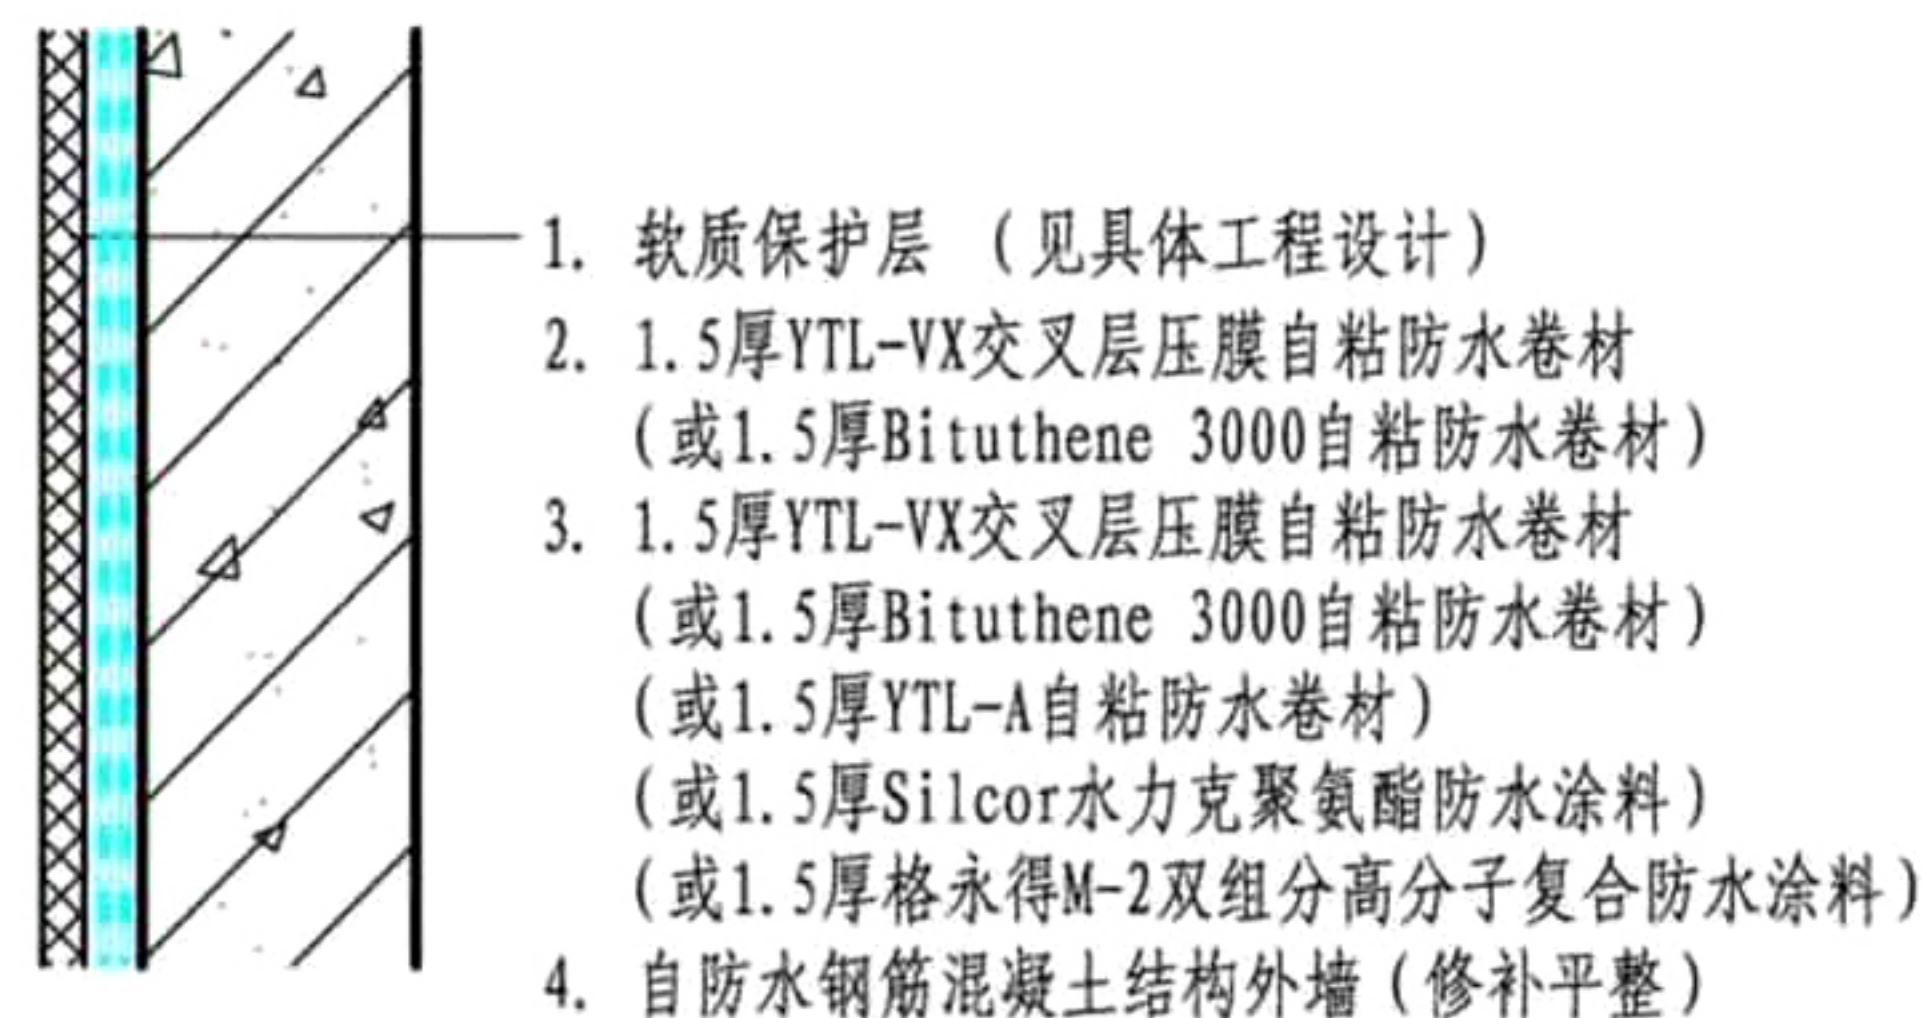 1. 软质保护层 （见具体工程设计）
2. 1.5厚YTL-VX交叉层压膜自粘防水卷材
(或1.5厚Bituthene 3000自粘防水卷材)
3. 1.5厚YTL-VX交叉层压膜自粘防水卷材
(或1.5厚Bituthene 3000自粘防水卷材)
(或1.5厚YTL-A自粘防水卷材)
(或1.5厚Silcor水力克聚氨酯防水涂料)
(或1.5厚格永得M-2双组分高分子复合防水涂料)
4. 自防水钢筋混凝土结构外墙(修补平整)